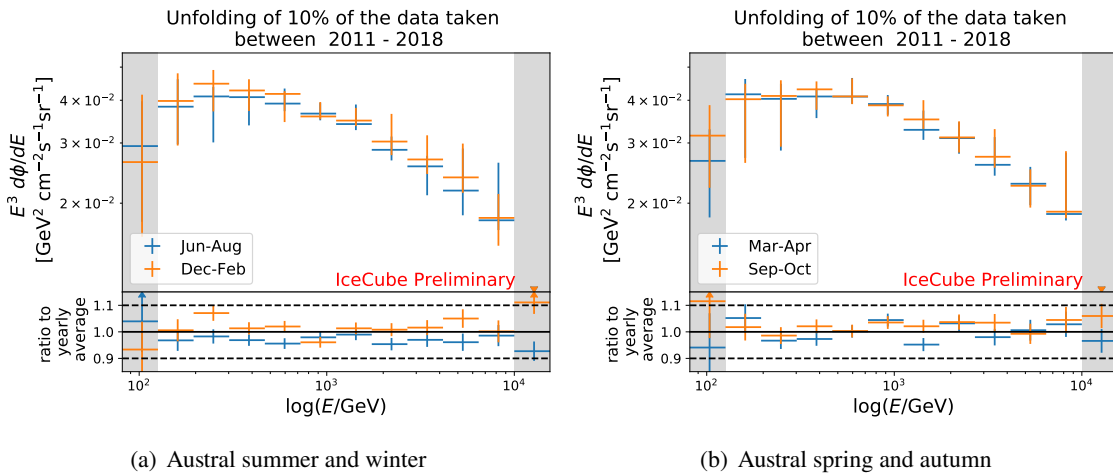 Unfolding of 10% of the data taken
between 2011 - 2018
E³ dϕ/dE
[GeV² cm⁻²s⁻¹sr⁻¹]
4 × 10⁻²
3 × 10⁻²
2 × 10⁻²
Jun-Aug
Dec-Feb
IceCube Preliminary
ratio to
yearly
average
1.1
1.0
0.9
10² 10³ 10⁴
log(E/GeV)
(a) Austral summer and winter
Unfolding of 10% of the data taken
between 2011 - 2018
E³ dϕ/dE
[GeV² cm⁻²s⁻¹sr⁻¹]
4 × 10⁻²
3 × 10⁻²
2 × 10⁻²
Mar-Apr
Sep-Oct
IceCube Preliminary
ratio to
yearly
average
1.1
1.0
0.9
10² 10³ 10⁴
log(E/GeV)
(b) Austral spring and autumn